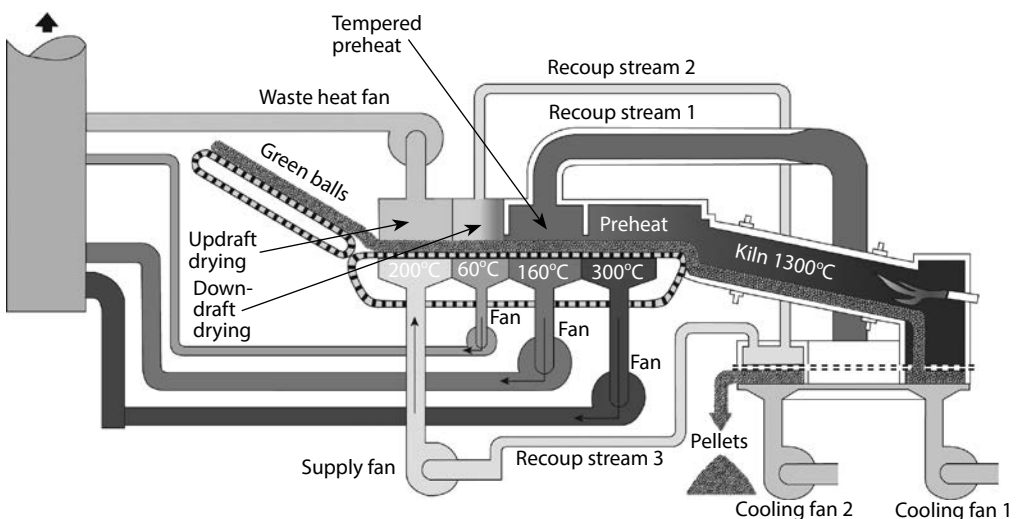 Tempered
preheat
Recoup stream 2
Waste heat fan
Recoup stream 1
Green balls
Preheat
Updraft
drying
Kiln 1300°C
200°C
60°C
160°C
300°C
Down-
draft
drying
Fan
Fan
Fan
Pellets
Supply fan
Recoup stream 3
Cooling fan 2
Cooling fan 1